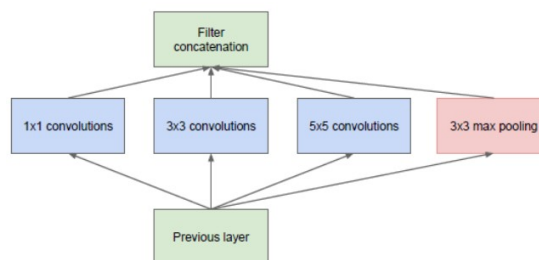 Filter
concatenation
1x1 convolutions
3x3 convolutions
5x5 convolutions
3x3 max pooling
Previous layer